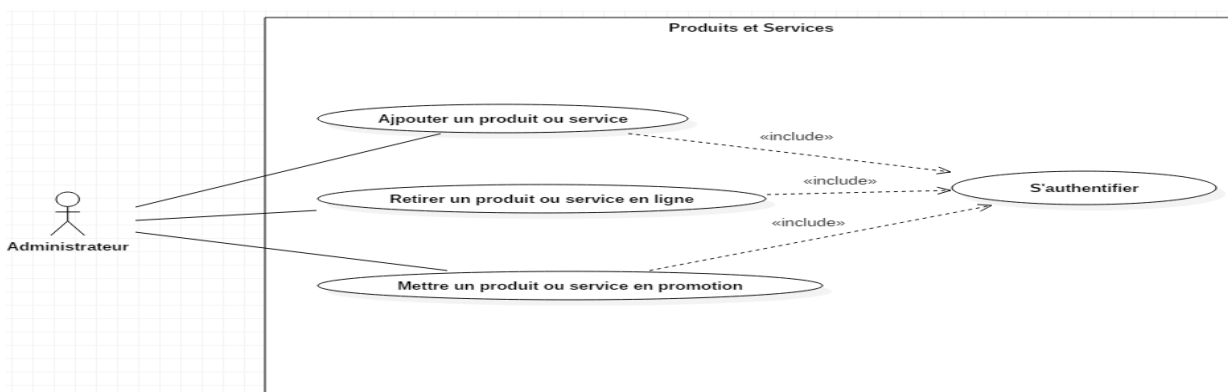 Produits et Services
Ajpouter un produit ou service
«include»
«include»
Retirer un produit ou service en ligne
S'authentifier
«include»
Administrateur
Mettre un produit ou service en promotion